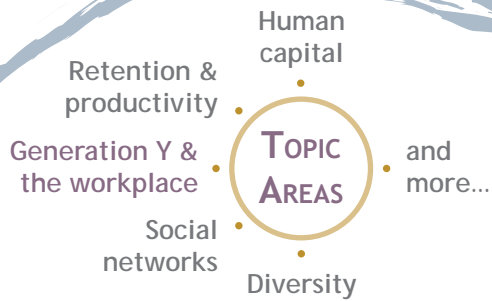 Human
capital
Retention &
productivity
Generation Y &
the workplace
Social
networks
Diversity
TOPIC
AREAS
and
more...